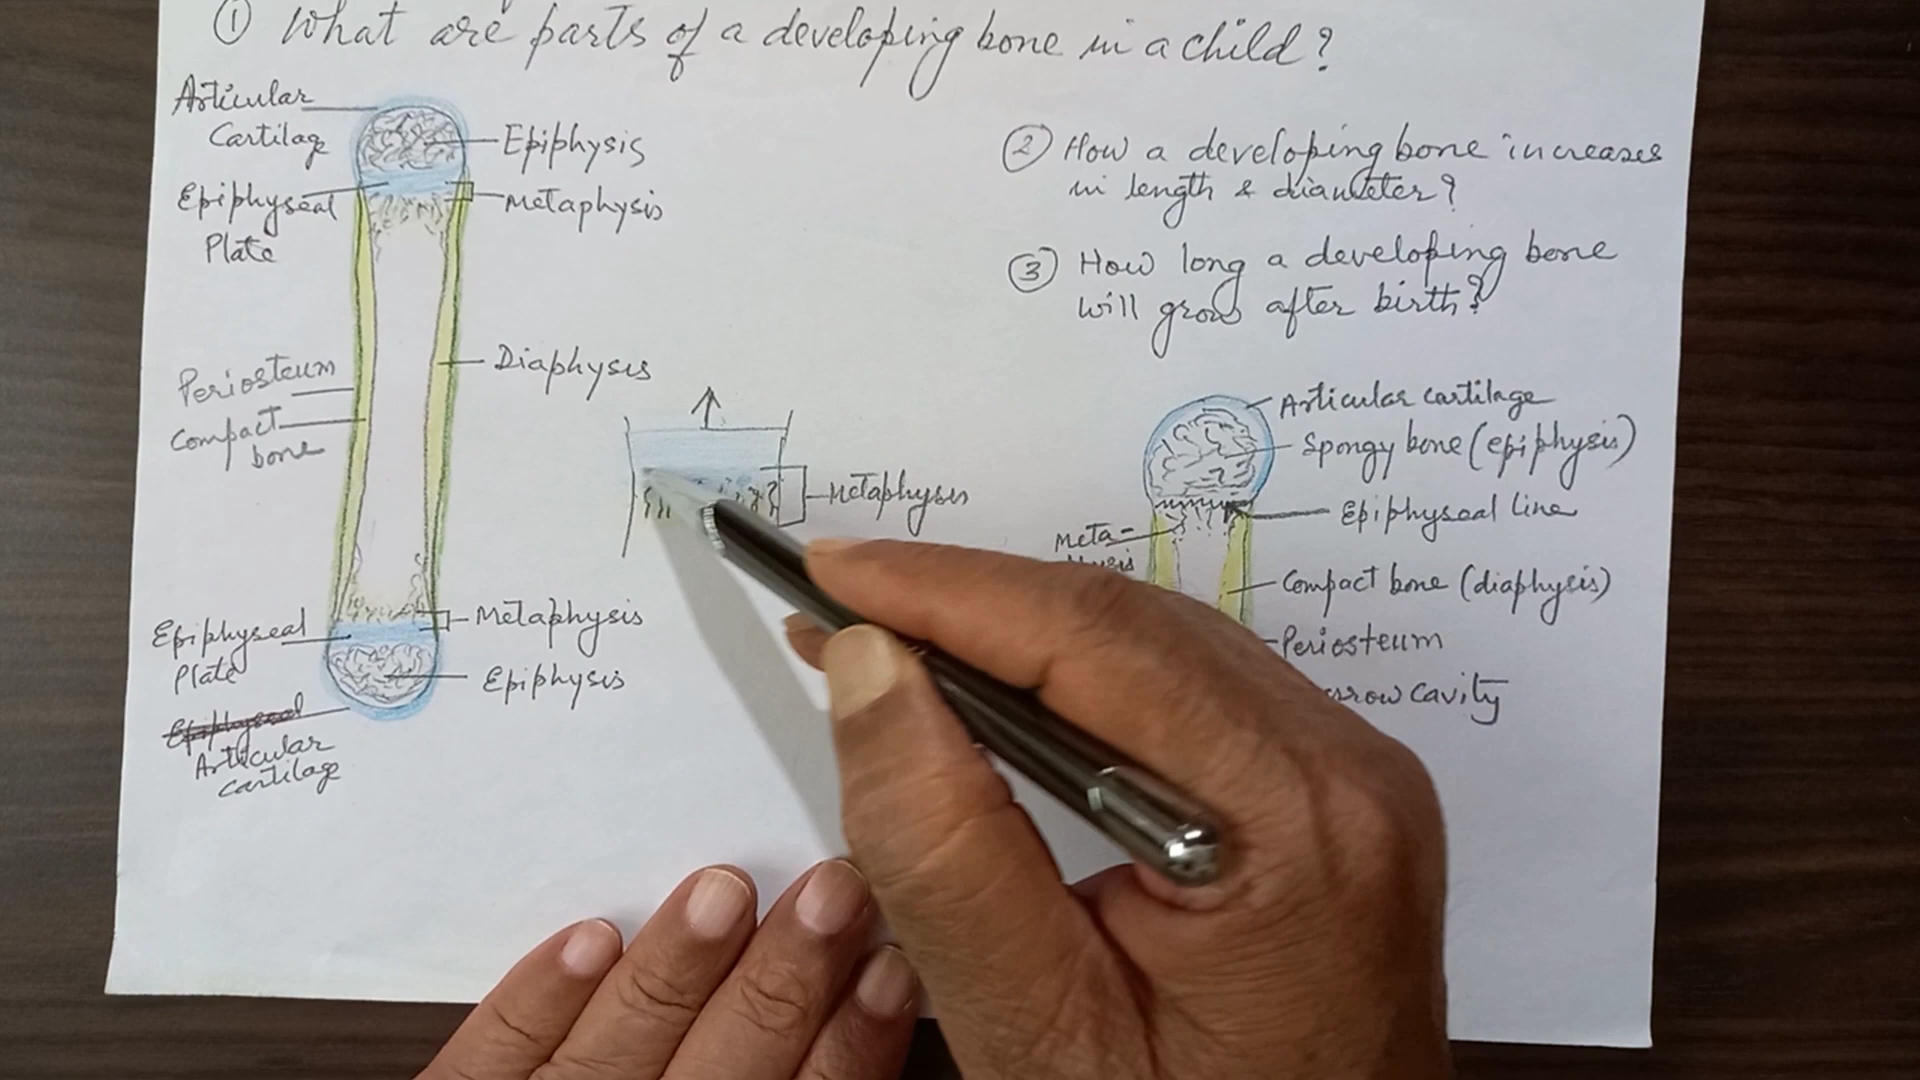 ① What are parts of a developing bone in a child?
Articular
Cartilag
Epiphyseal
Plate
Periosteum
Compact
bone
Epiphyseal
Plate
Epiphyseal
Articular
cartilage
Epiphysis
Metaphysis
Diaphysis
Metaphysis
Epiphysis
Metaphysis
② How a developing bone increases
in length & diameter?
③ How long a developing bone
will grow after birth?
Articular cartilage
Spongy bone (epiphysis)
Epiphyseal Line
Meta-
Compact bone (diaphysis)
Periosteum
cavity